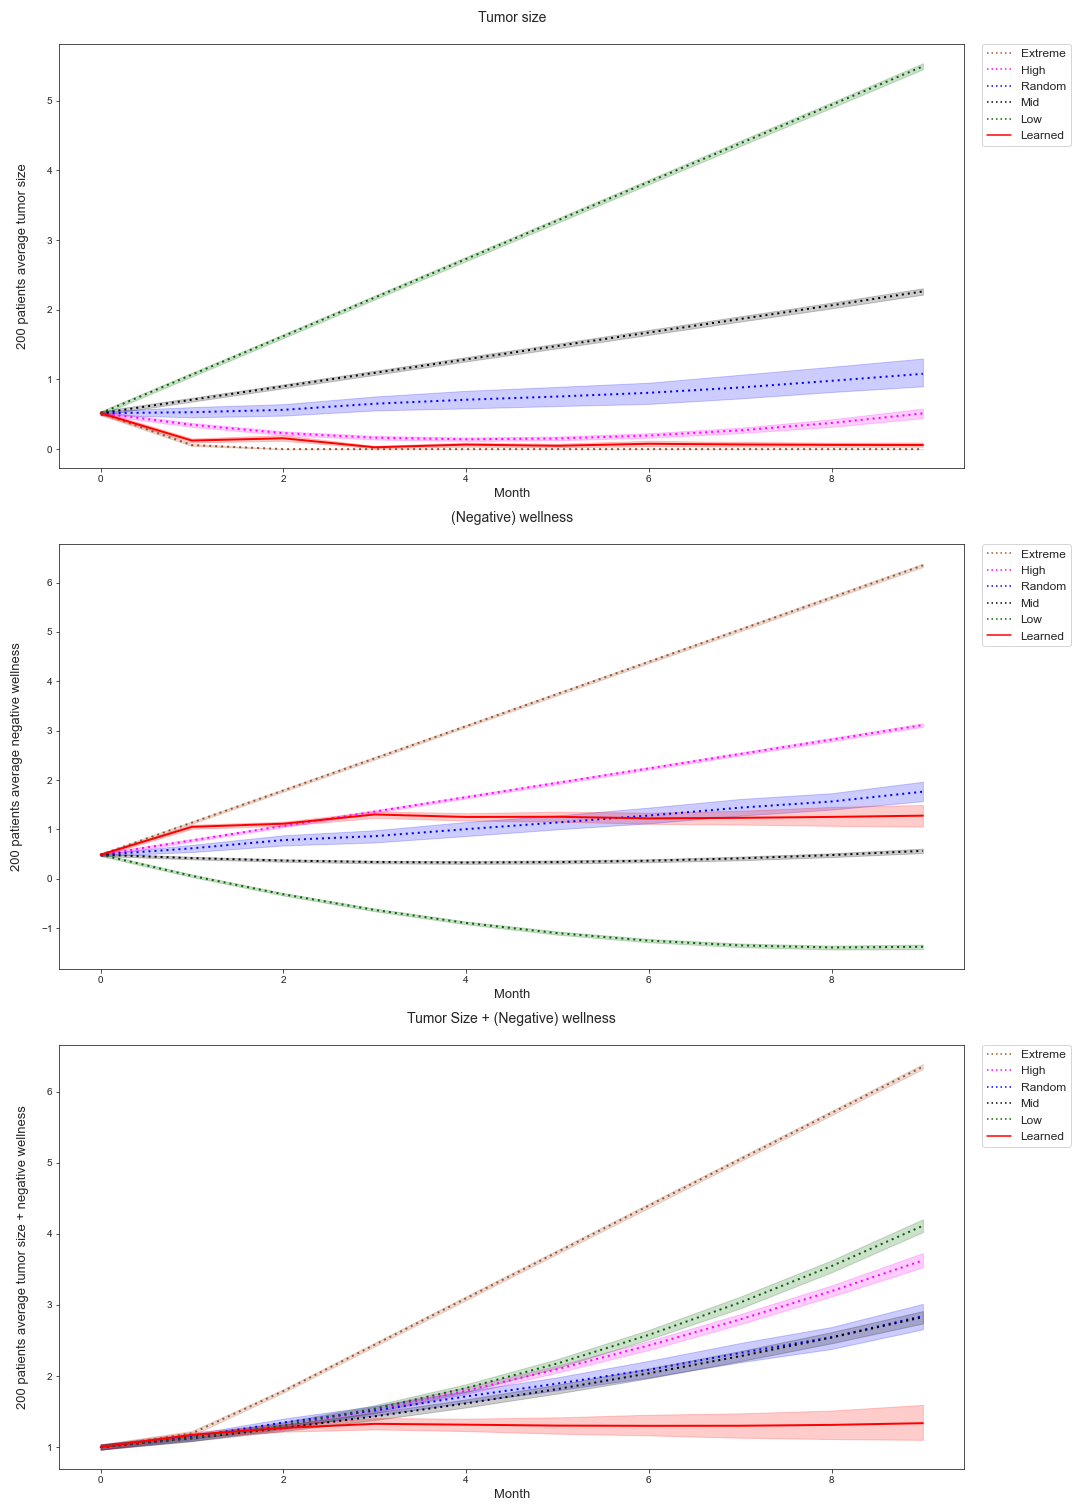 Tumor size
200 patients average tumor size
5
4
3
2
1
0
0
2
4
6
8
Month
Extreme
High
Random
Mid
Low
Learned
(Negative) wellness
200 patients average negative wellness
6
5
4
3
2
1
0
−1
0
2
4
6
8
Month
Extreme
High
Random
Mid
Low
Learned
Tumor Size + (Negative) wellness
200 patients average tumor size + negative wellness
6
5
4
3
2
1
0
2
4
6
8
Month
Extreme
High
Random
Mid
Low
Learned